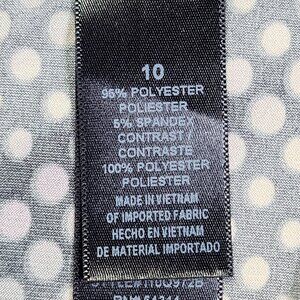 10
95% POLYESTER
POLIESTER
5% SPANDEX
CONTRAST /
CONTRASTE
100% POLYESTER
POLIESTER
MADE IN VIETNAM
OF IMPORTED FABRIC
HECHO EN VIETNAM
DE MATERIAL IMPORTADO